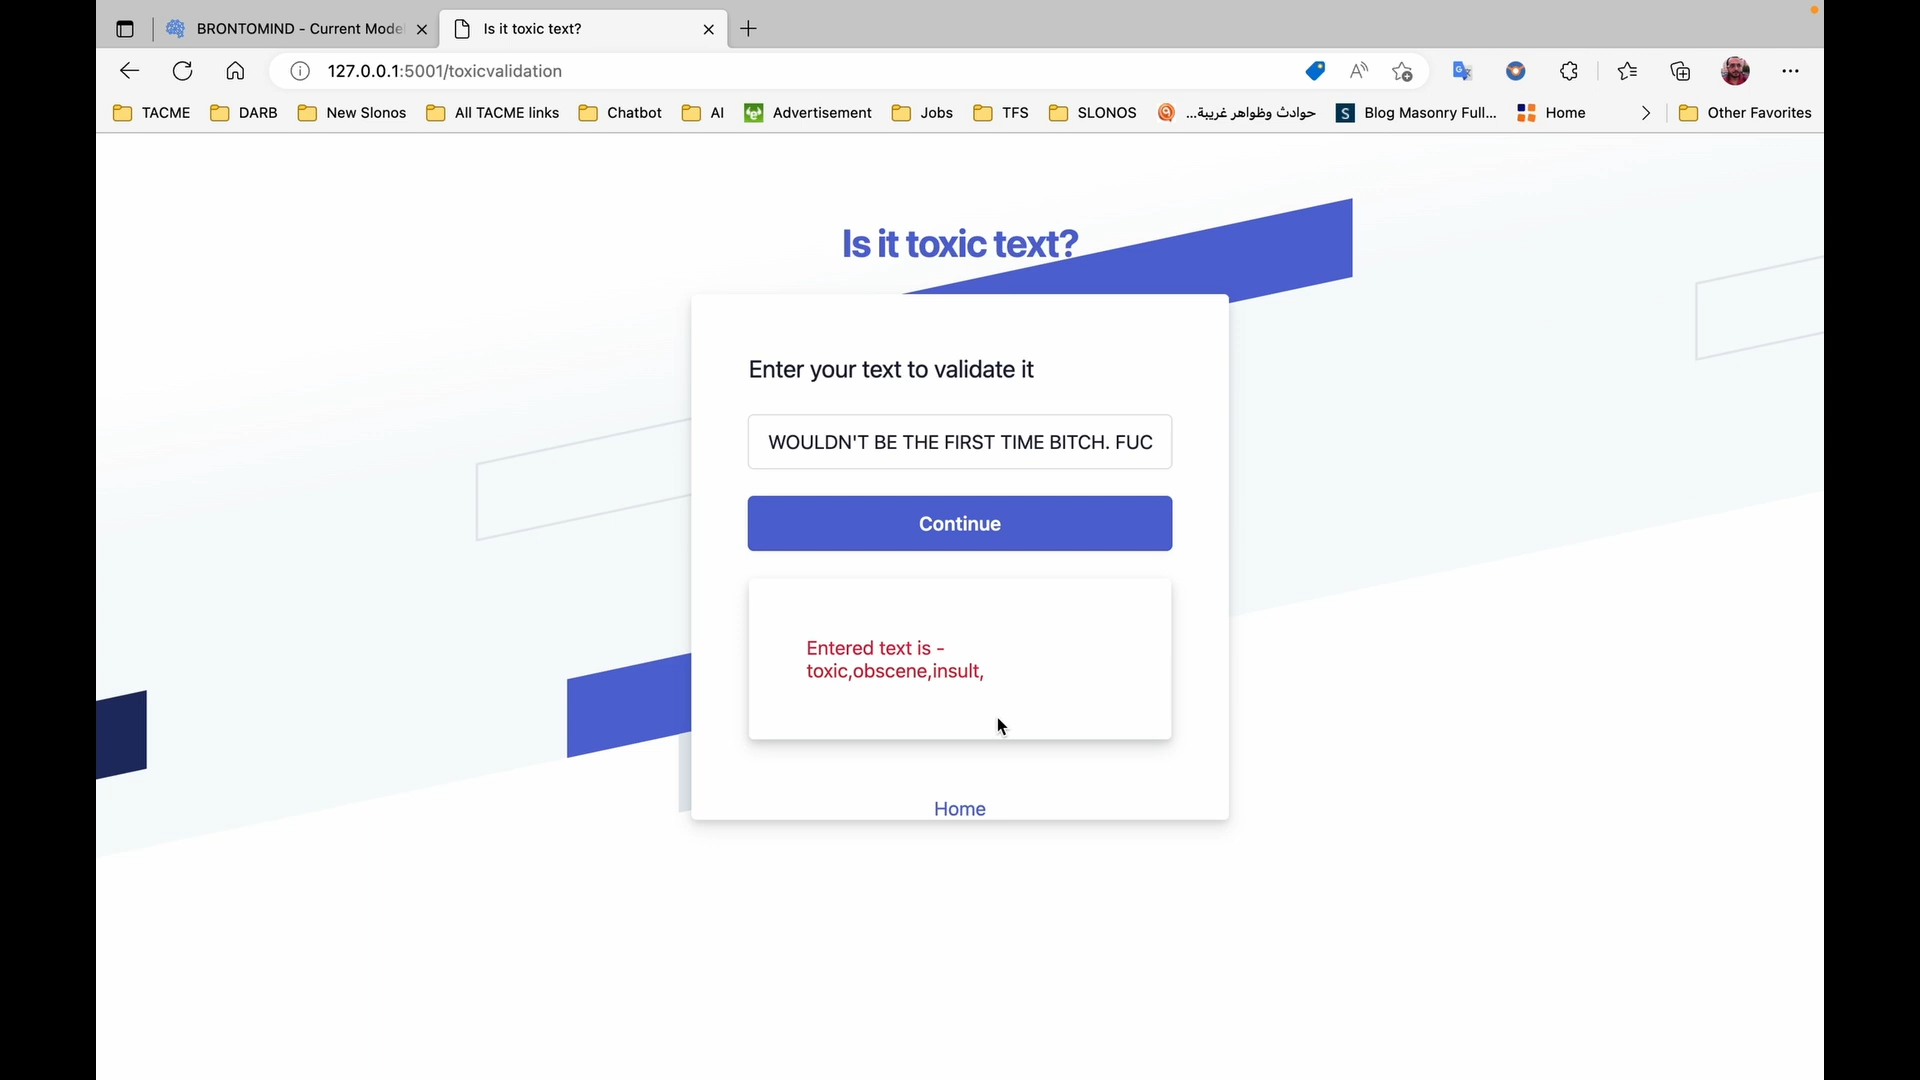 BRONTOMIND - Current Mode
Is it toxic text?
127.0.0.1:5001/toxicvalidation
TACME
DARB
New Slonos
All TACME links
Chatbot
AI
Advertisement
Jobs
TFS
SLONOS
حوادث وظواهر غريبة...
Blog Masonry Full...
Home
Other Favorites
Is it toxic text?
Enter your text to validate it
WOULDN'T BE THE FIRST TIME BITCH. FUC
Continue
Entered text is -
toxic,obscene,insult,
Home